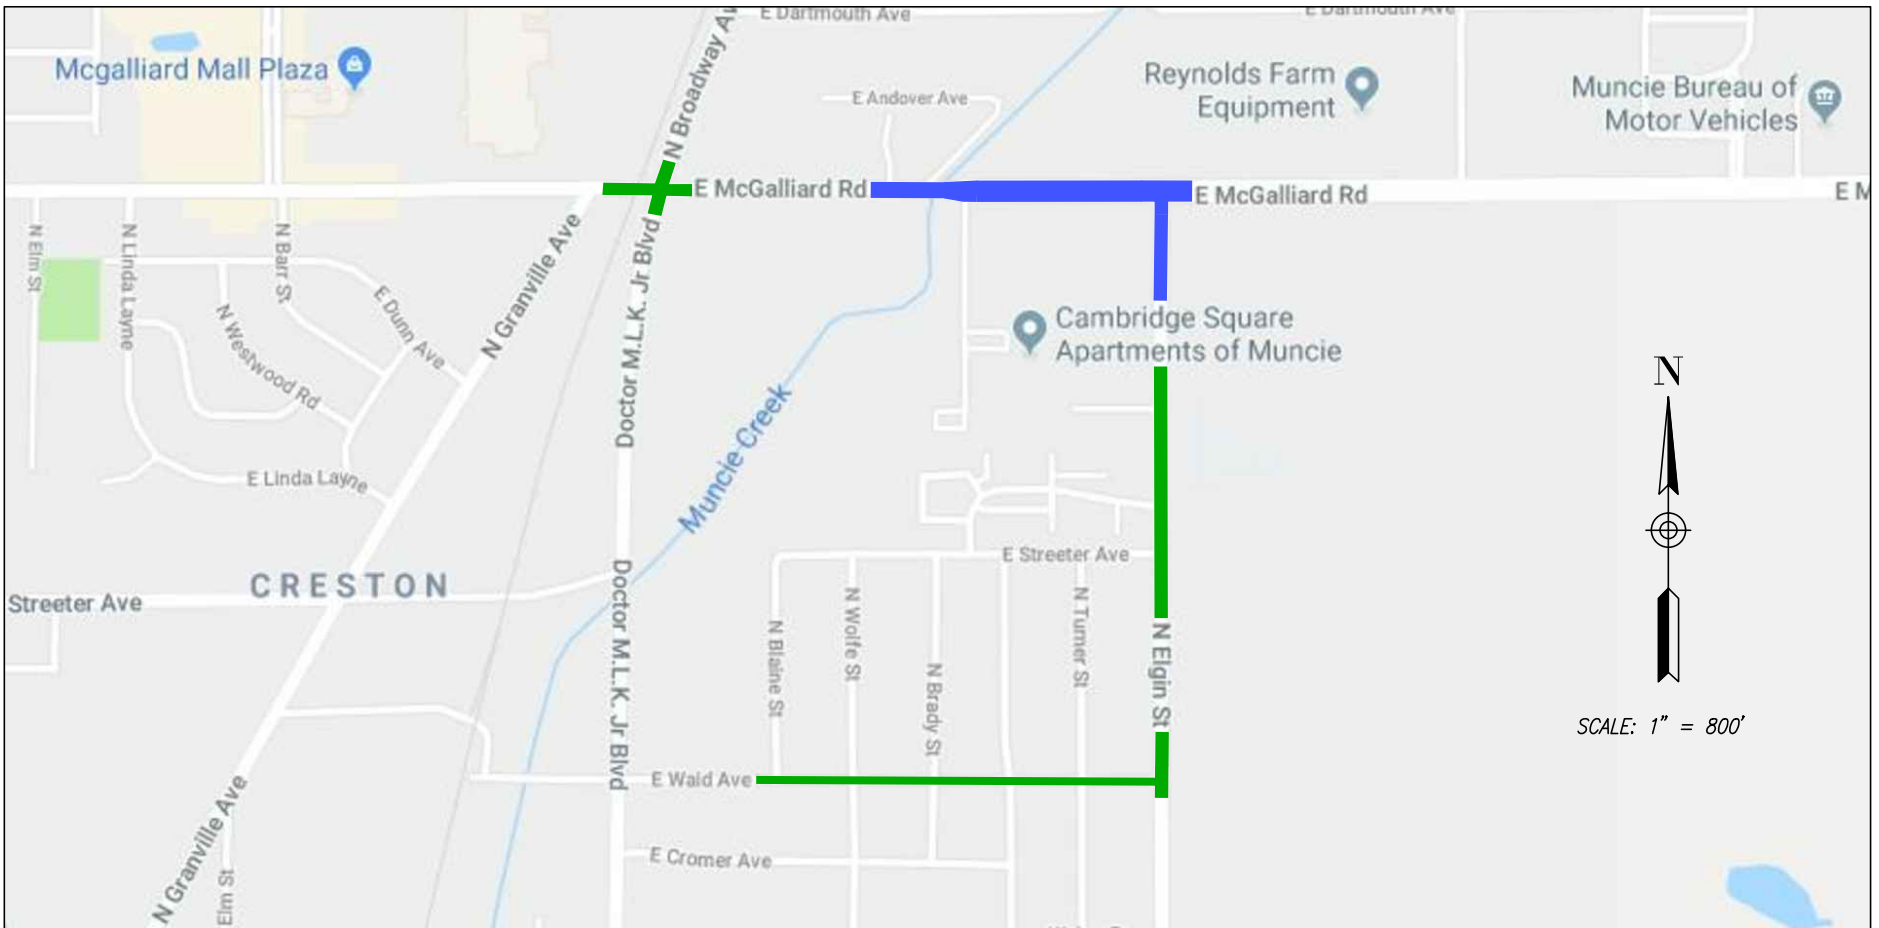 E Dartmouth Ave
E Dartmouth Ave
N Broadway Av
Mcgalliard Mall Plaza
Reynolds Farm
Equipment
Muncie Bureau of
Motor Vehicles
E Andover Ave
E McGalliard Rd
E McGalliard Rd
E M
N Elm St
N Linda Layne
N Barr St
N Westwood Rd
E Dunn Ave
N Granville Ave
Doctor M.L.K. Jr Blvd
Cambridge Square
Apartments of Muncie
N
Muncie Creek
E Linda Layne
E Streeter Ave
CRESTON
Streeter Ave
Doctor M.L.K. Jr Blvd
N Blaine St
N Wolfe St
N Brady St
N Turner St
N Elgin St
SCALE: 1" = 800'
E Waid Ave
N Granville Ave
E Cromer Ave
Elm St